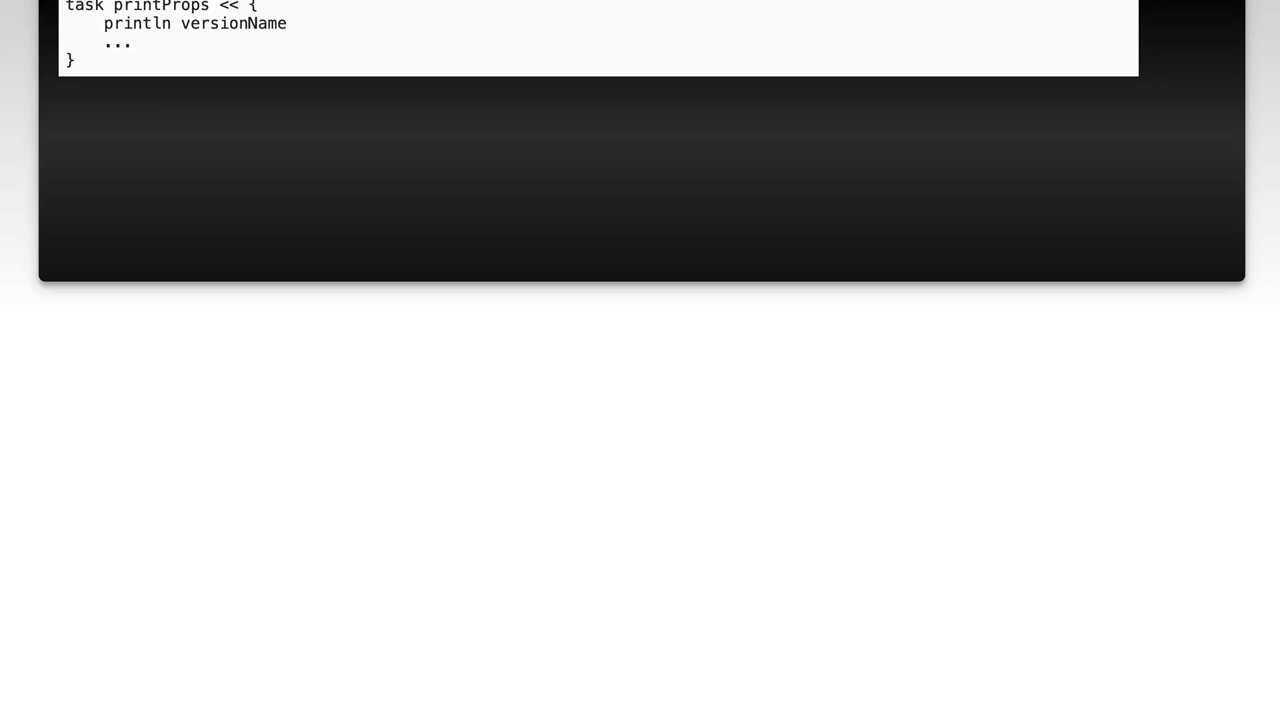 task printProps << {
    println versionName
    ...
}